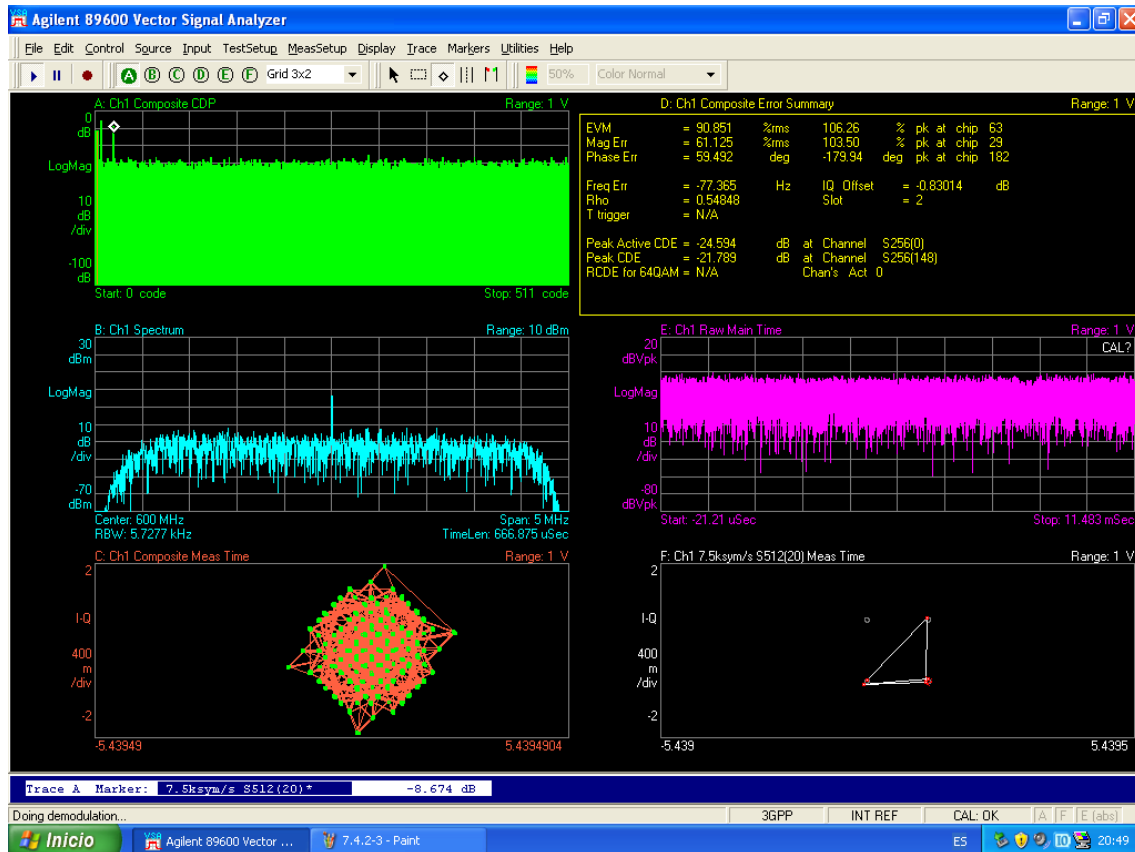 Agilent 89600 Vector Signal Analyzer
File Edit Control Source Input TestSetup MeasSetup Display Trace Markers Utilities Help
A B C D E F Grid 3x2 50% Color Normal
A: Ch1 Composite CDP Range: 1 V
0
dB
LogMag
10
dB
/div
-100
dB
Start: 0 code Stop: 511 code
D: Ch1 Composite Error Summary Range: 1 V
EVM = 90.851 %rms 106.26 % pk at chip 63
Mag Err = 61.125 %rms 103.50 % pk at chip 29
Phase Err = 59.492 deg -179.94 deg pk at chip 182
Freq Err = -77.365 Hz IQ Offset = -0.83014 dB
Rho = 0.54848 Slot = 2
T trigger = N/A
Peak Active CDE = -24.594 dB at Channel S256(0)
Peak CDE = -21.789 dB at Channel S256(148)
RCDE for 64QAM = N/A Chan's Act 0
B: Ch1 Spectrum Range: 10 dBm
30
dBm
LogMag
10
dB
/div
-70
dBm
Center: 600 MHz Span: 5 MHz
RBW: 5.7277 kHz TimeLen: 666.875 uSec
E: Ch1 Raw Main Time Range: 1 V
20
dBVpk
CAL?
LogMag
10
dB
/div
-80
dBVpk
Start: -21.21 uSec Stop: 11.483 mSec
C: Ch1 Composite Meas Time Range: 1 V
2
I-Q
400
m
/div
-2
-5.43949 5.4394904
F: Ch1 7.5ksym/s S512(20) Meas Time Range: 1 V
2
I-Q
400
m
/div
-2
-5.439 5.4395
Trace A Marker: 7.5ksym/s S512(20)* -8.674 dB
Doing demodulation... 3GPP INT REF CAL: OK A F E (abs)
Inicio VSA Agilent 89600 Vector ... 7.4.2-3 - Paint ES 20:49